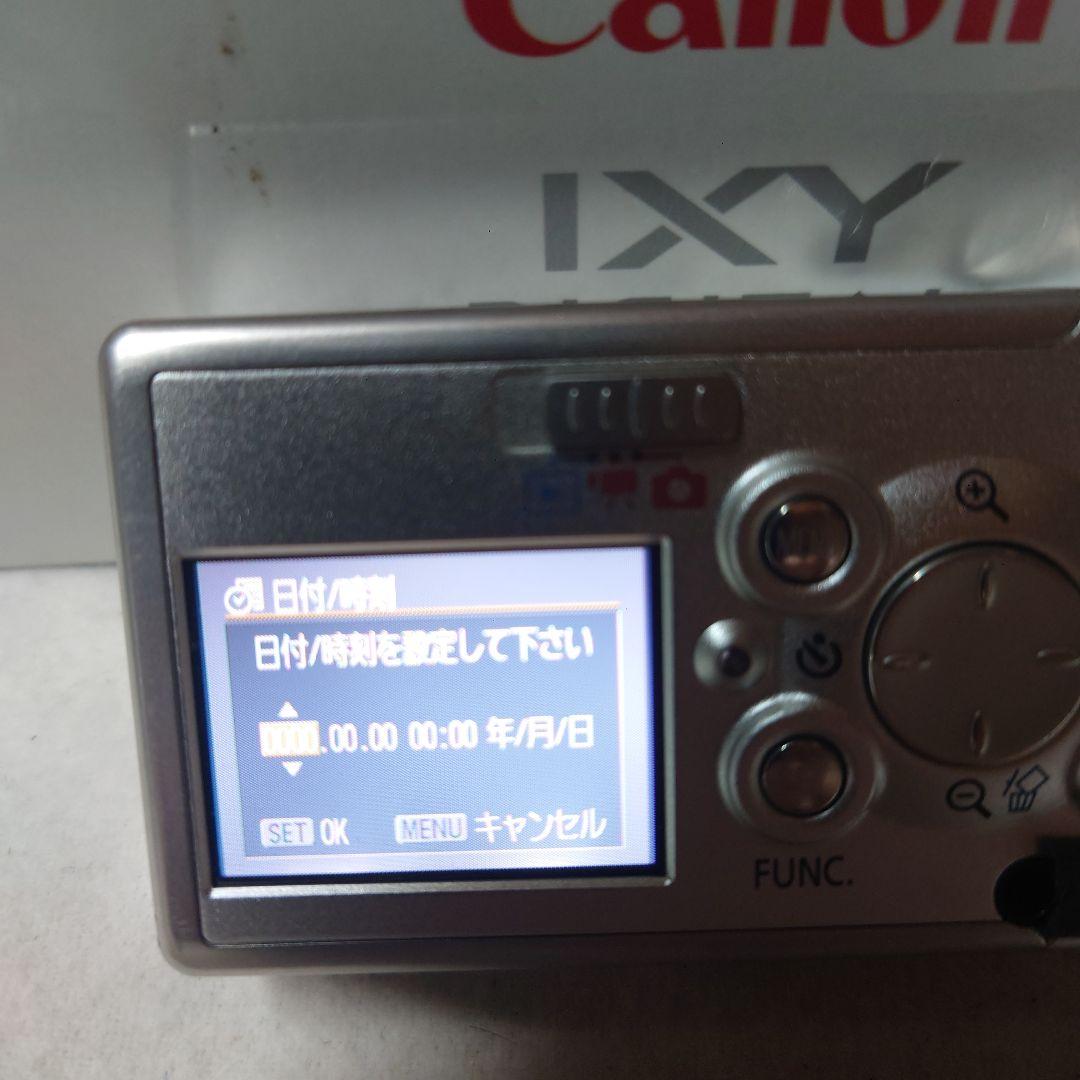 Canon
IXY
DIGITAL
日付/時刻
日付/時刻を設定して下さい
0000.00.00 00:00 年/月/日
SET OK MENU キャンセル
FUNC.